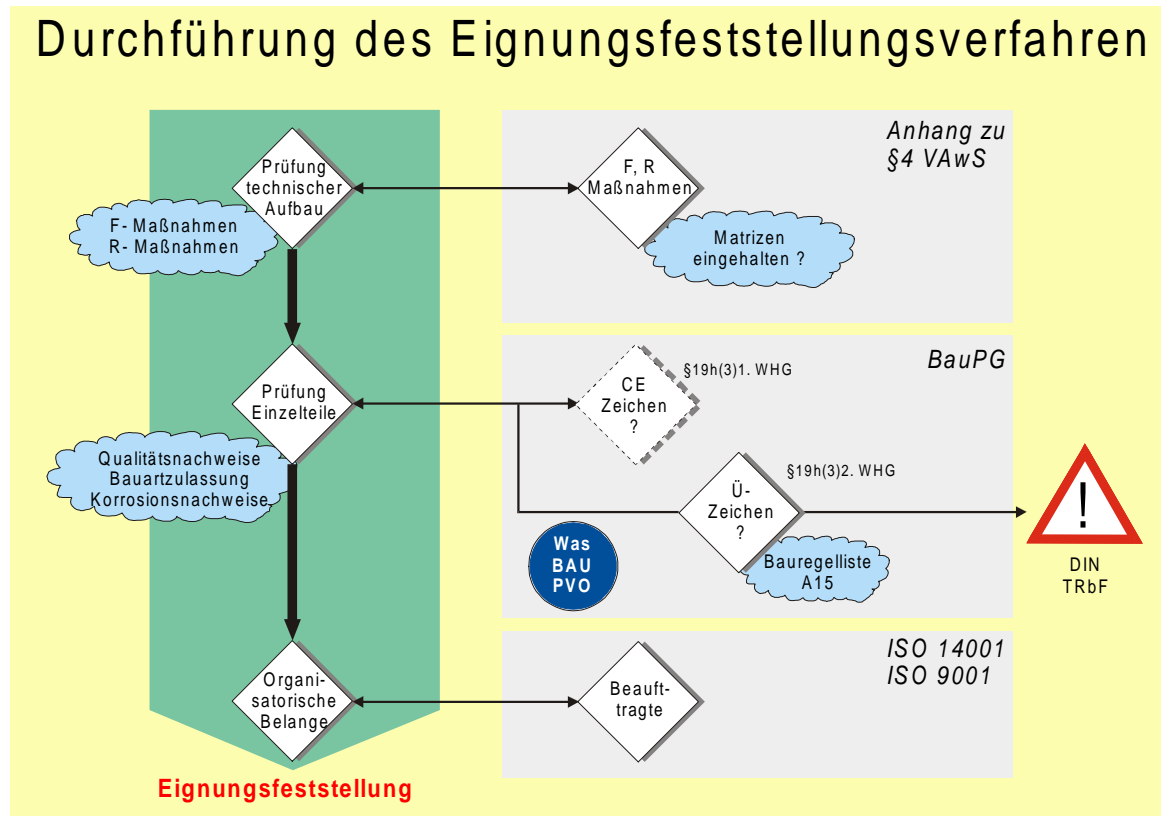 Durchführung des Eignungsfeststellungsverfahren
Anhang zu
§4 VAwS
Prüfung
technischer
Aufbau
F, R
Maßnahmen
F- Maßnahmen
R- Maßnahmen
Matrizen
eingehalten ?
BauPG
§19h(3)1. WHG
CE
Zeichen
?
Prüfung
Einzelteile
Qualitätsnachweise
Bauartzulassung
Korrosionsnachweise
§19h(3)2. WHG
Ü-
Zeichen
?
!
Was
BAU
PVO
Bauregelliste
A15
DIN
TRbF
ISO 14001
ISO 9001
Organi-
satorische
Belange
Beauft-
tragte
Eignungsfeststellung